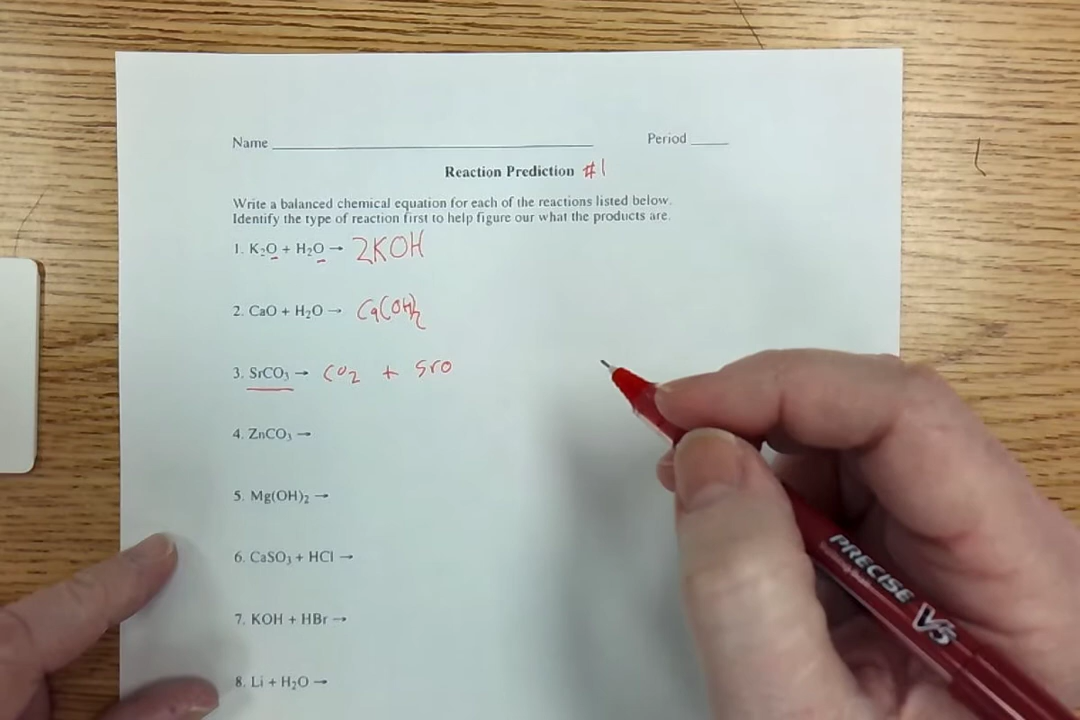 Name ____ Period ____
Reaction Prediction #1
Write a balanced chemical equation for each of the reactions listed below.
Identify the type of reaction first to help figure our what the products are.
1. K₂O + H₂O → 2KOH
2. CaO + H₂O → Ca(OH)₂
3. SrCO₃ → CO₂ + SrO
4. ZnCO₃ →
5. Mg(OH)₂ →
6. CaSO₃ + HCl →
7. KOH + HBr →
8. Li + H₂O →
PRECISE V5